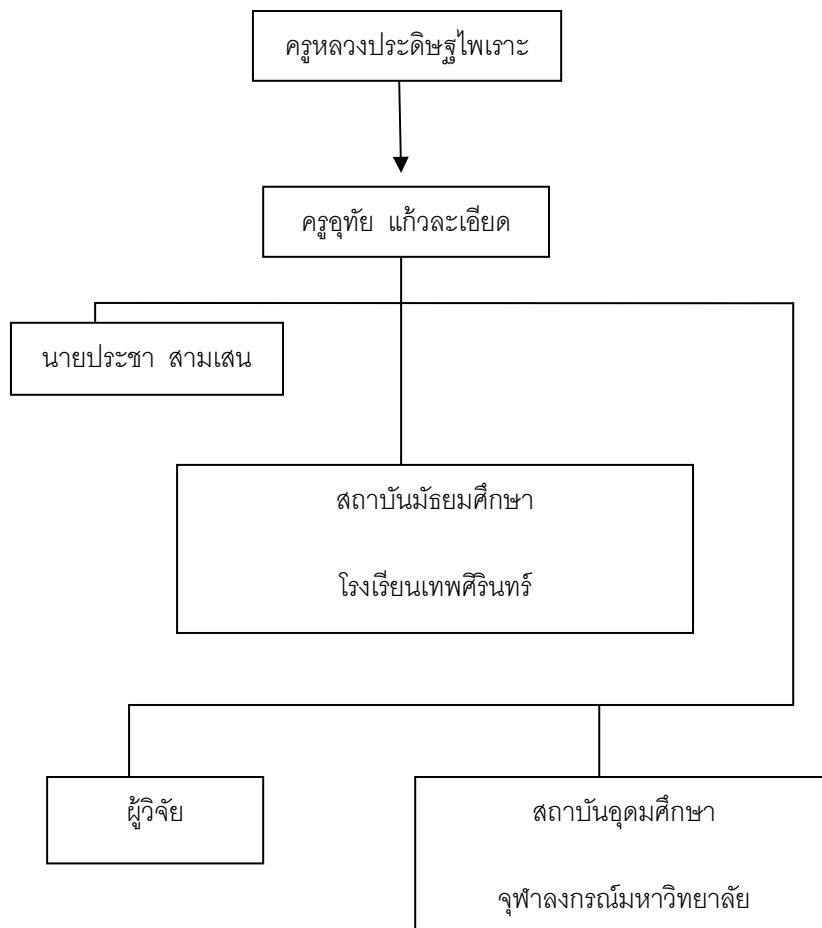 ครูหลวงประดิษฐไพเราะ
ครูอุทัย แก้วละเอียด
นายประชา สามเสน
สถาบันมัธยมศึกษา
โรงเรียนเทพศิรินทร์
ผู้วิจัย
สถาบันอุดมศึกษา
จุฬาลงกรณ์มหาวิทยาลัย